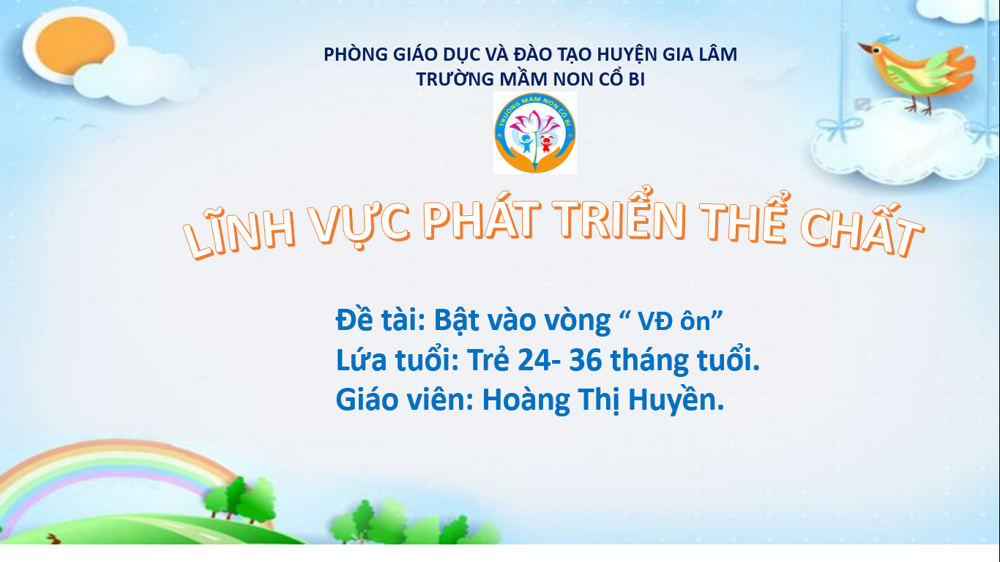 PHÒNG GIÁO DỤC VÀ ĐÀO TẠO HUYỆN GIA LÂM
TRƯỜNG MẦM NON CỔ BI
TRƯỜNG MẦM NON CỔ BI
LĨNH VỰC PHÁT TRIỂN THỂ CHẤT
Đề tài: Bật vào vòng “ VĐ ôn”
Lứa tuổi: Trẻ 24- 36 tháng tuổi.
Giáo viên: Hoàng Thị Huyền.